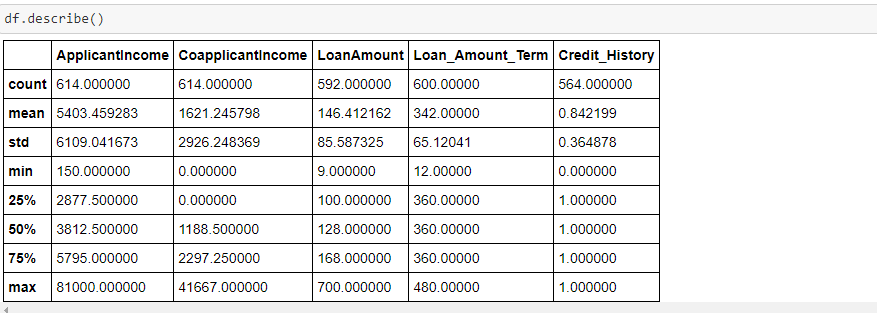 df.describe()
ApplicantIncome CoapplicantIncome LoanAmount Loan_Amount_Term Credit_History
count 614.000000 614.000000 592.000000 600.00000 564.000000
mean 5403.459283 1621.245798 146.412162 342.00000 0.842199
std 6109.041673 2926.248369 85.587325 65.12041 0.364878
min 150.000000 0.000000 9.000000 12.00000 0.000000
25% 2877.500000 0.000000 100.000000 360.00000 1.000000
50% 3812.500000 1188.500000 128.000000 360.00000 1.000000
75% 5795.000000 2297.250000 168.000000 360.00000 1.000000
max 81000.000000 41667.000000 700.000000 480.00000 1.000000